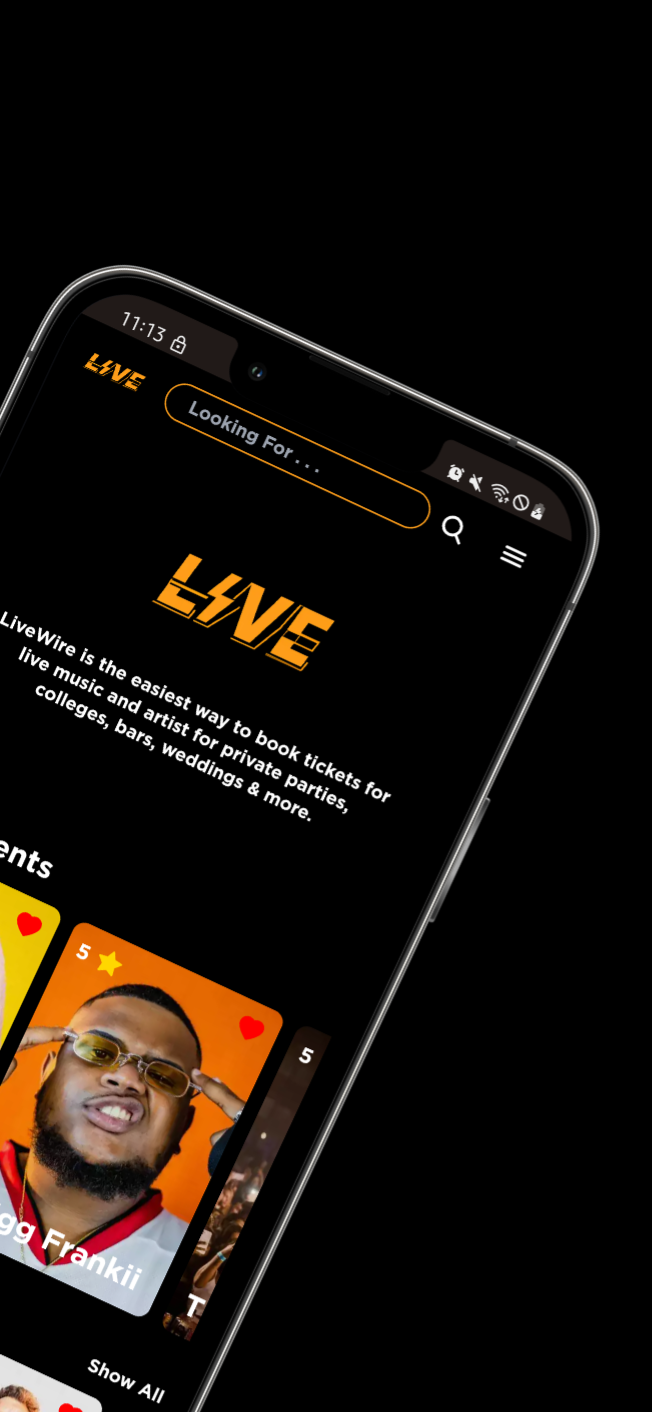 11:13
LIVE
Looking For...
LIVE
LiveWire is the easiest way to book tickets for
live music and artist for private parties,
colleges, bars, weddings & more.
ents
5
5
gg Frankii
T
Show All